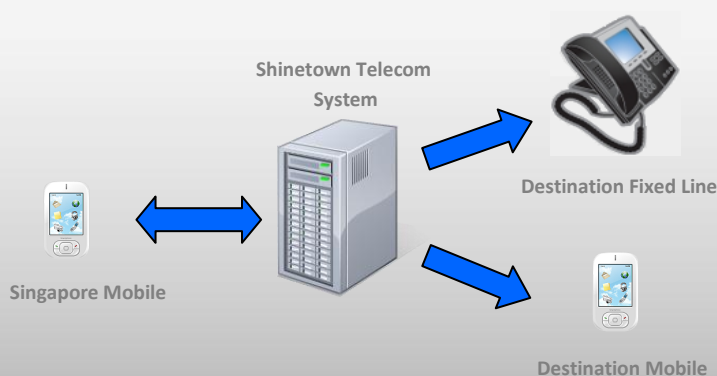 Shinetown Telecom
System
Destination Fixed Line
Singapore Mobile
Destination Mobile